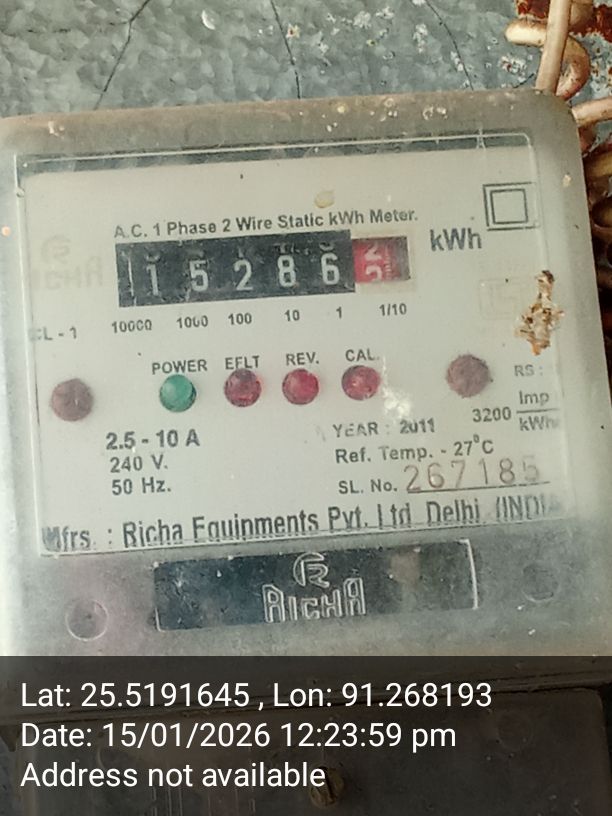 A.C. 1 Phase 2 Wire Static kWh Meter.
15286 2 kWh
CL - 1 10000 1000 100 10 1 1/10
POWER EFLT REV. CAL.
RS :
3200 Imp
kWh
2.5 - 10 A
240 V.
50 Hz.
YEAR : 2011
Ref. Temp. - 27°C
SL. No. 267185
Mfrs. : Richa Equipments Pvt. Ltd. Delhi (INDIA
RICHA
Lat: 25.5191645 , Lon: 91.268193
Date: 15/01/2026 12:23:59 pm
Address not available